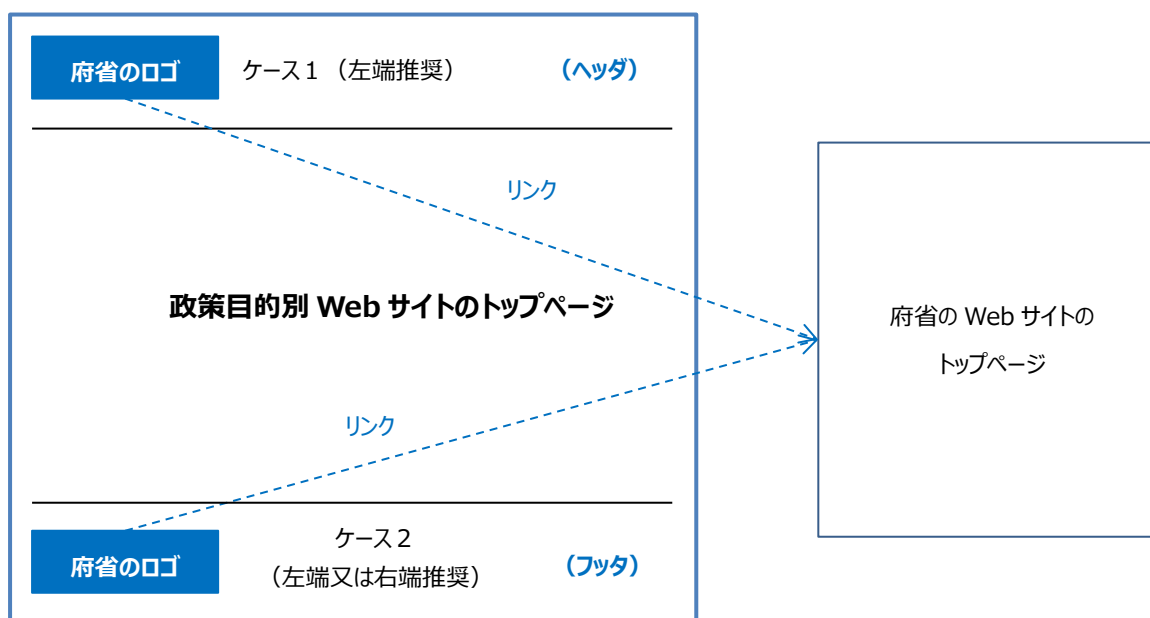 府省のロゴ
ケース１（左端推奨）
（ヘッダ）
リンク
政策目的別 Web サイトのトップページ
府省の Web サイトの
トップページ
リンク
府省のロゴ
ケース２
（左端又は右端推奨）
（フッタ）